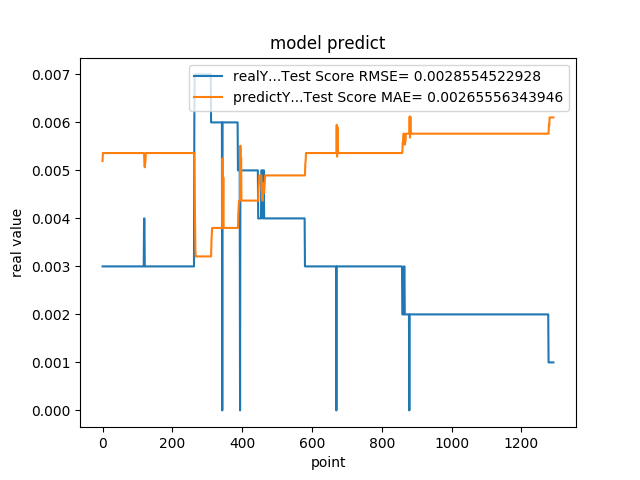 model predict
realY...Test Score RMSE= 0.0028554522928
predictY...Test Score MAE= 0.00265556343946
0.007
0.006
0.005
0.004
0.003
0.002
0.001
0.000
real value
0 200 400 600 800 1000 1200
point